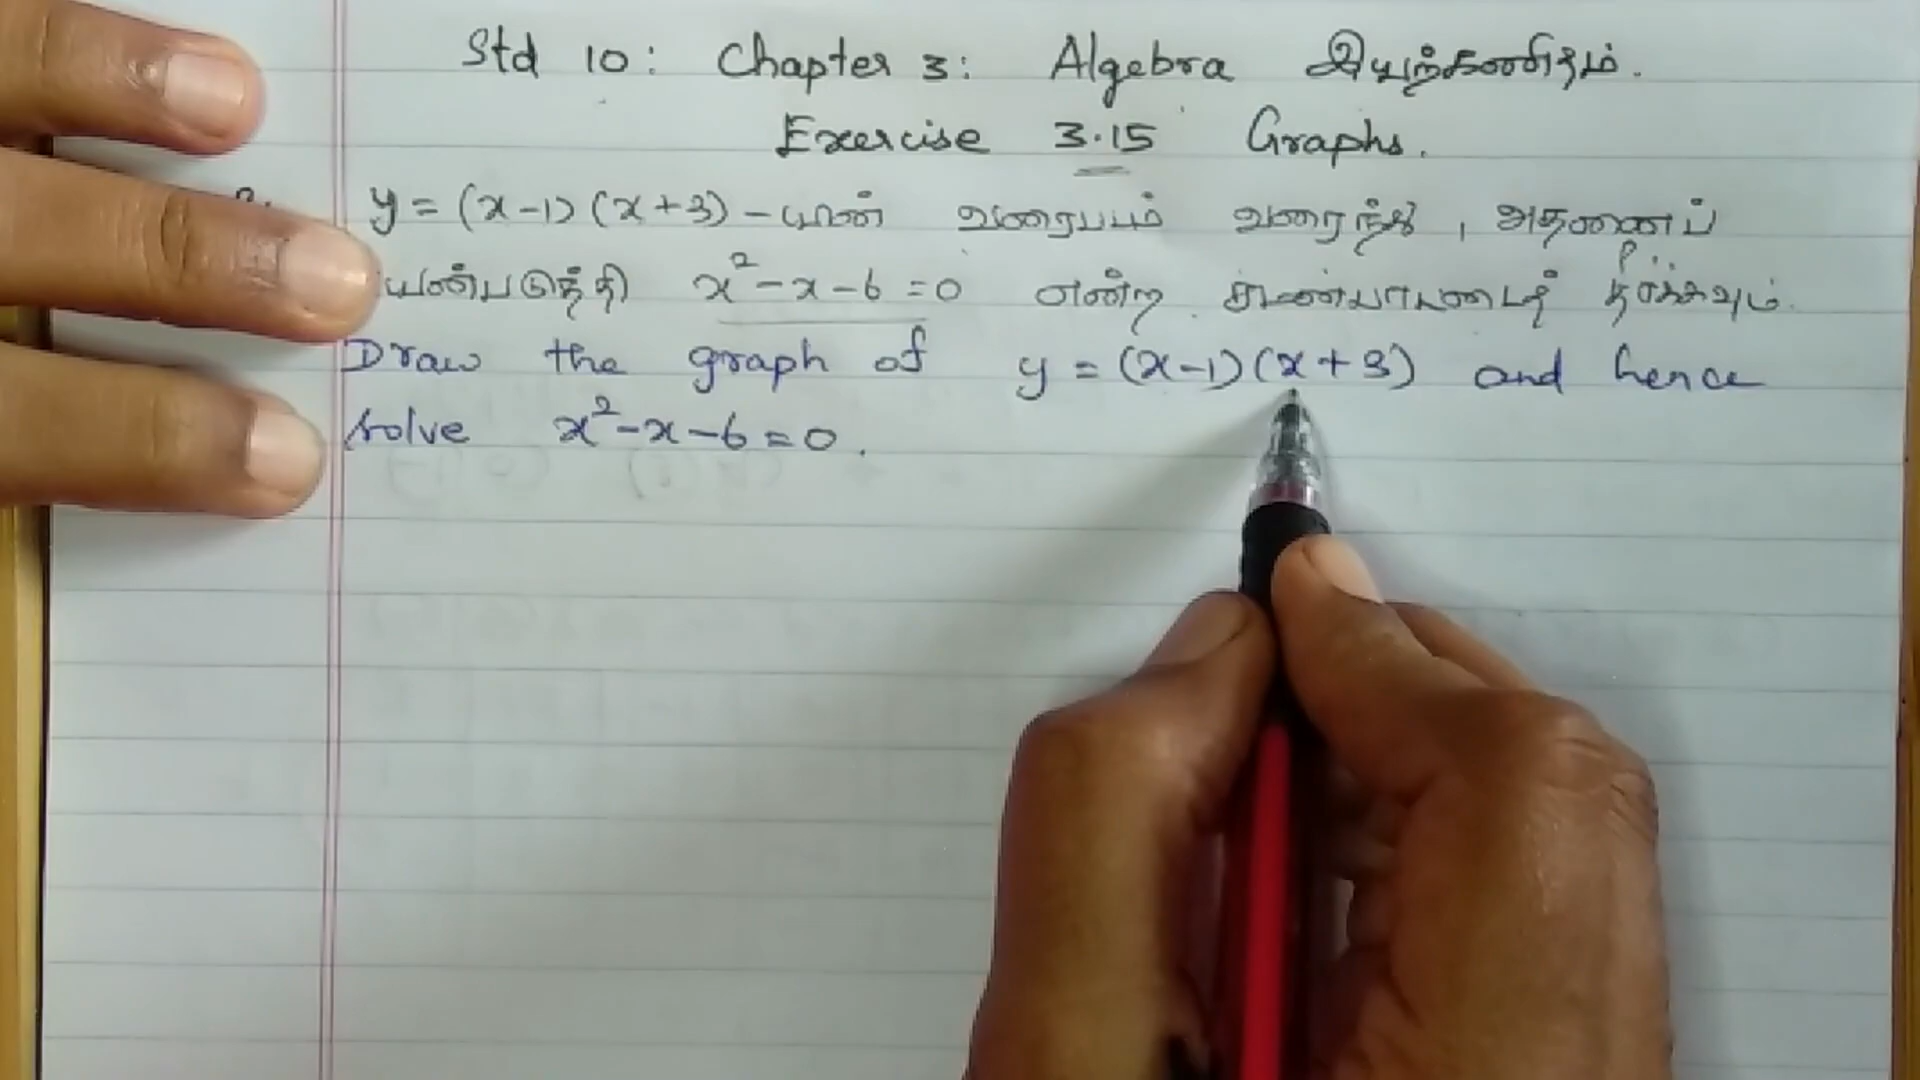 Std 10: Chapter 3: Algebra இயற்கணிதம்.
Exercise 3.15 Graphs.
y = (x-1) (x+3) - யின் வரைபடம் வரைந்து, அதனைப்
யன்படுத்தி x²-x-6=0 என்ற சமன்பாட்டைத் தீர்க்கவும்.
Draw the graph of y = (x-1)(x+3) and hence
solve x²-x-6=0.